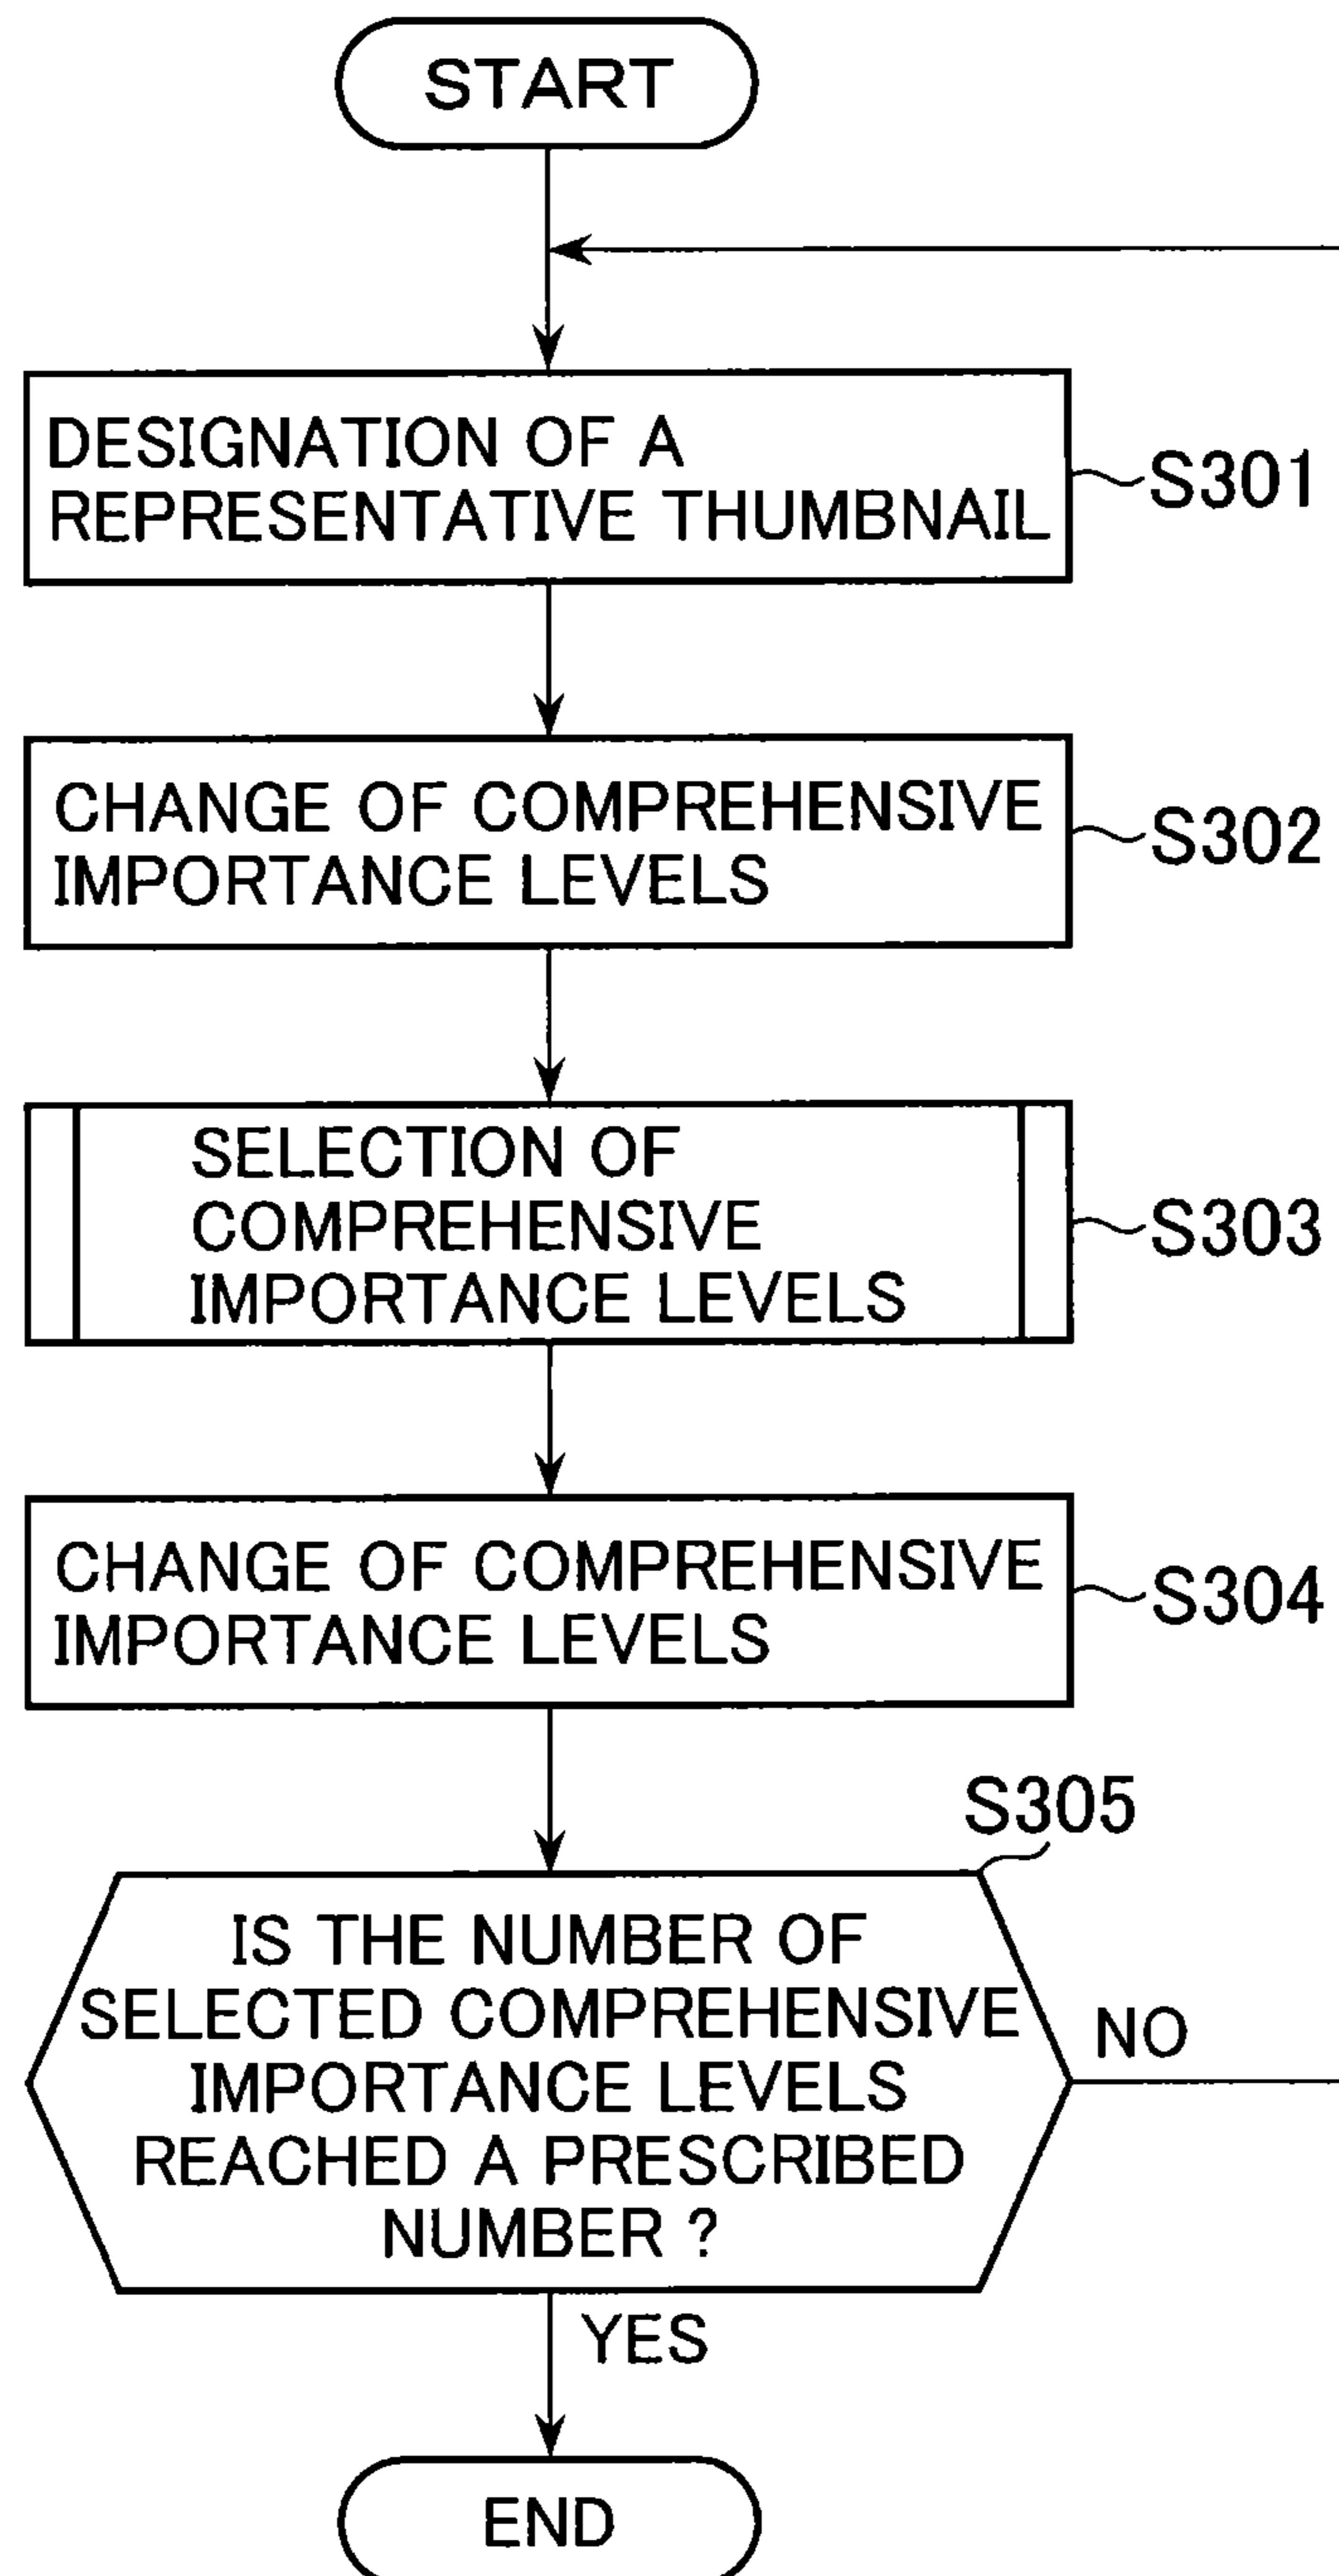 START
DESIGNATION OF A
REPRESENTATIVE THUMBNAIL
S301
CHANGE OF COMPREHENSIVE
IMPORTANCE LEVELS
S302
SELECTION OF
COMPREHENSIVE
IMPORTANCE LEVELS
S303
CHANGE OF COMPREHENSIVE
IMPORTANCE LEVELS
S304
S305
IS THE NUMBER OF
SELECTED COMPREHENSIVE
IMPORTANCE LEVELS
REACHED A PRESCRIBED
NUMBER ?
NO
YES
END